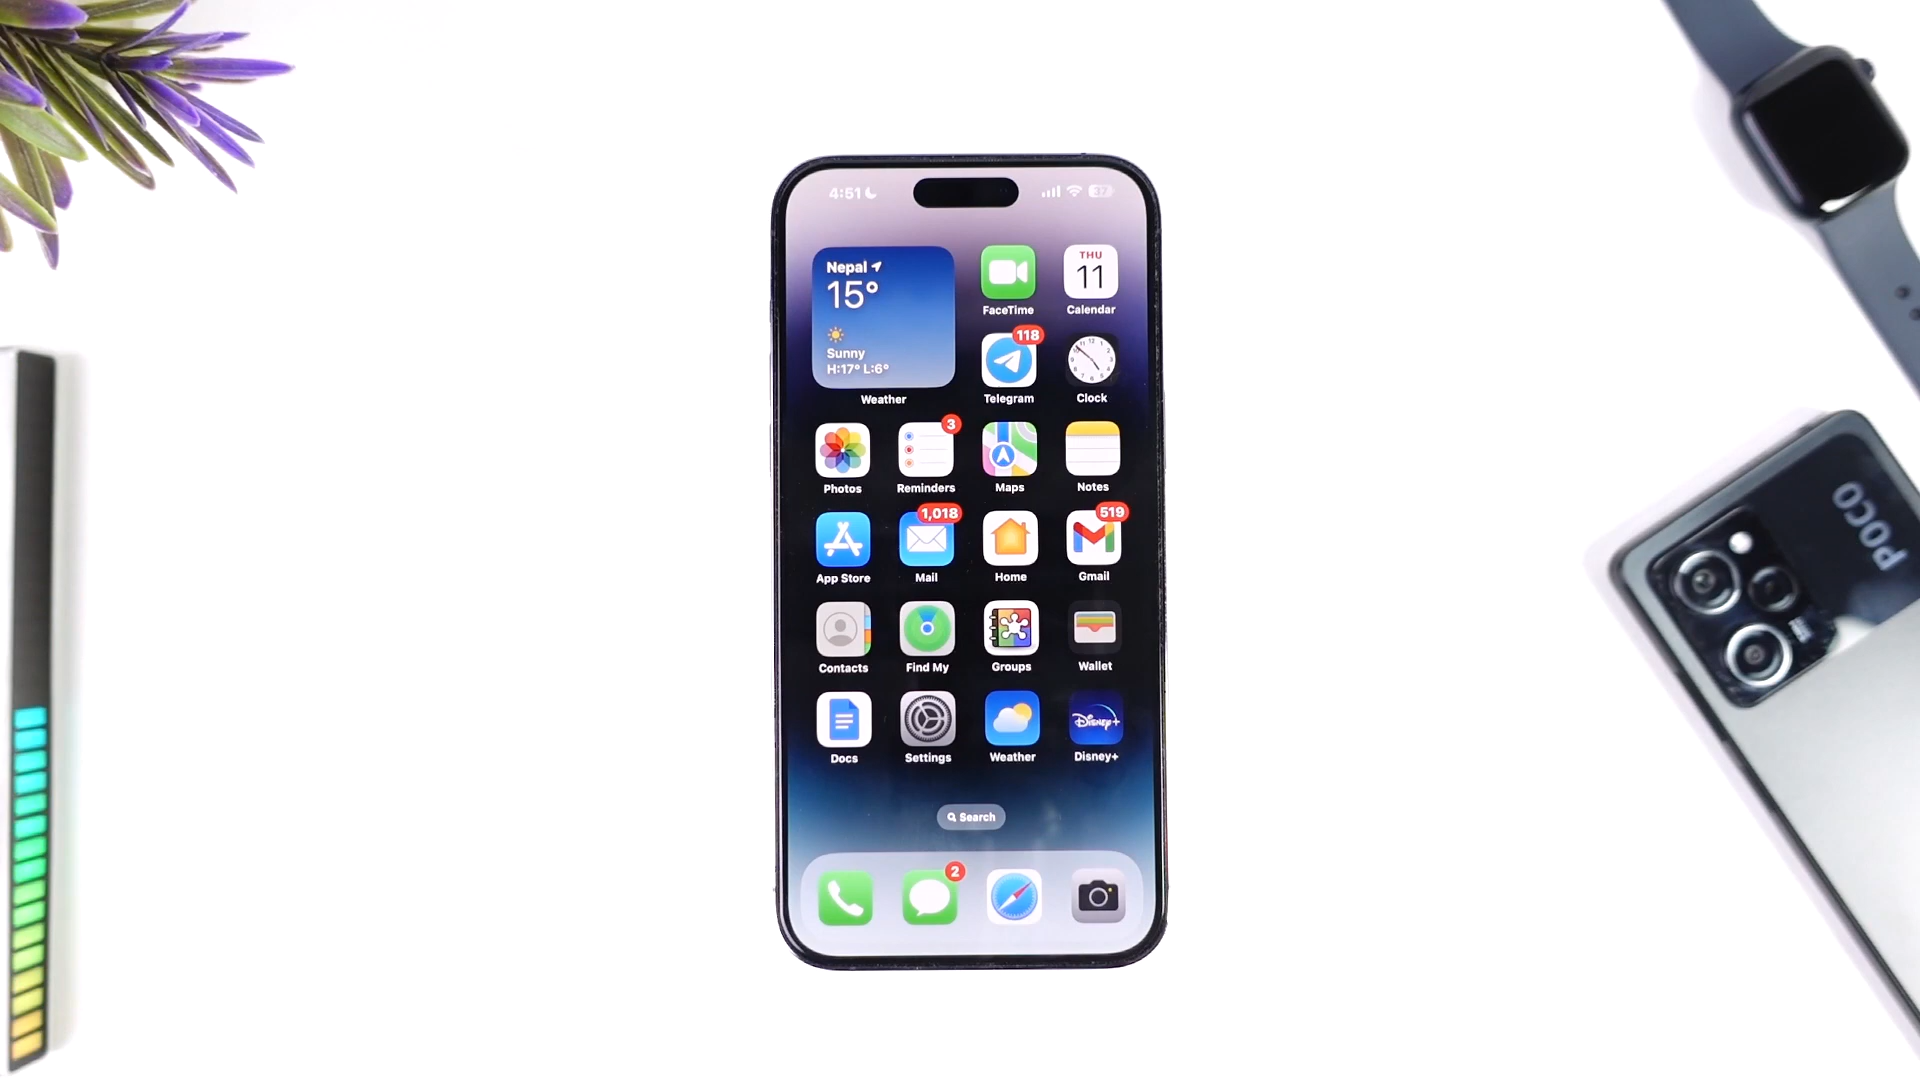 4:51
37
Nepal
15°
Sunny
H:17° L:6°
Weather
FaceTime
THU
11
Calendar
118
Telegram
Clock
Photos
3
Reminders
Maps
Notes
App Store
1,018
Mail
Home
519
Gmail
Contacts
Find My
Groups
Wallet
Docs
Settings
Weather
Disney+
Disney+
Search
2
POCO